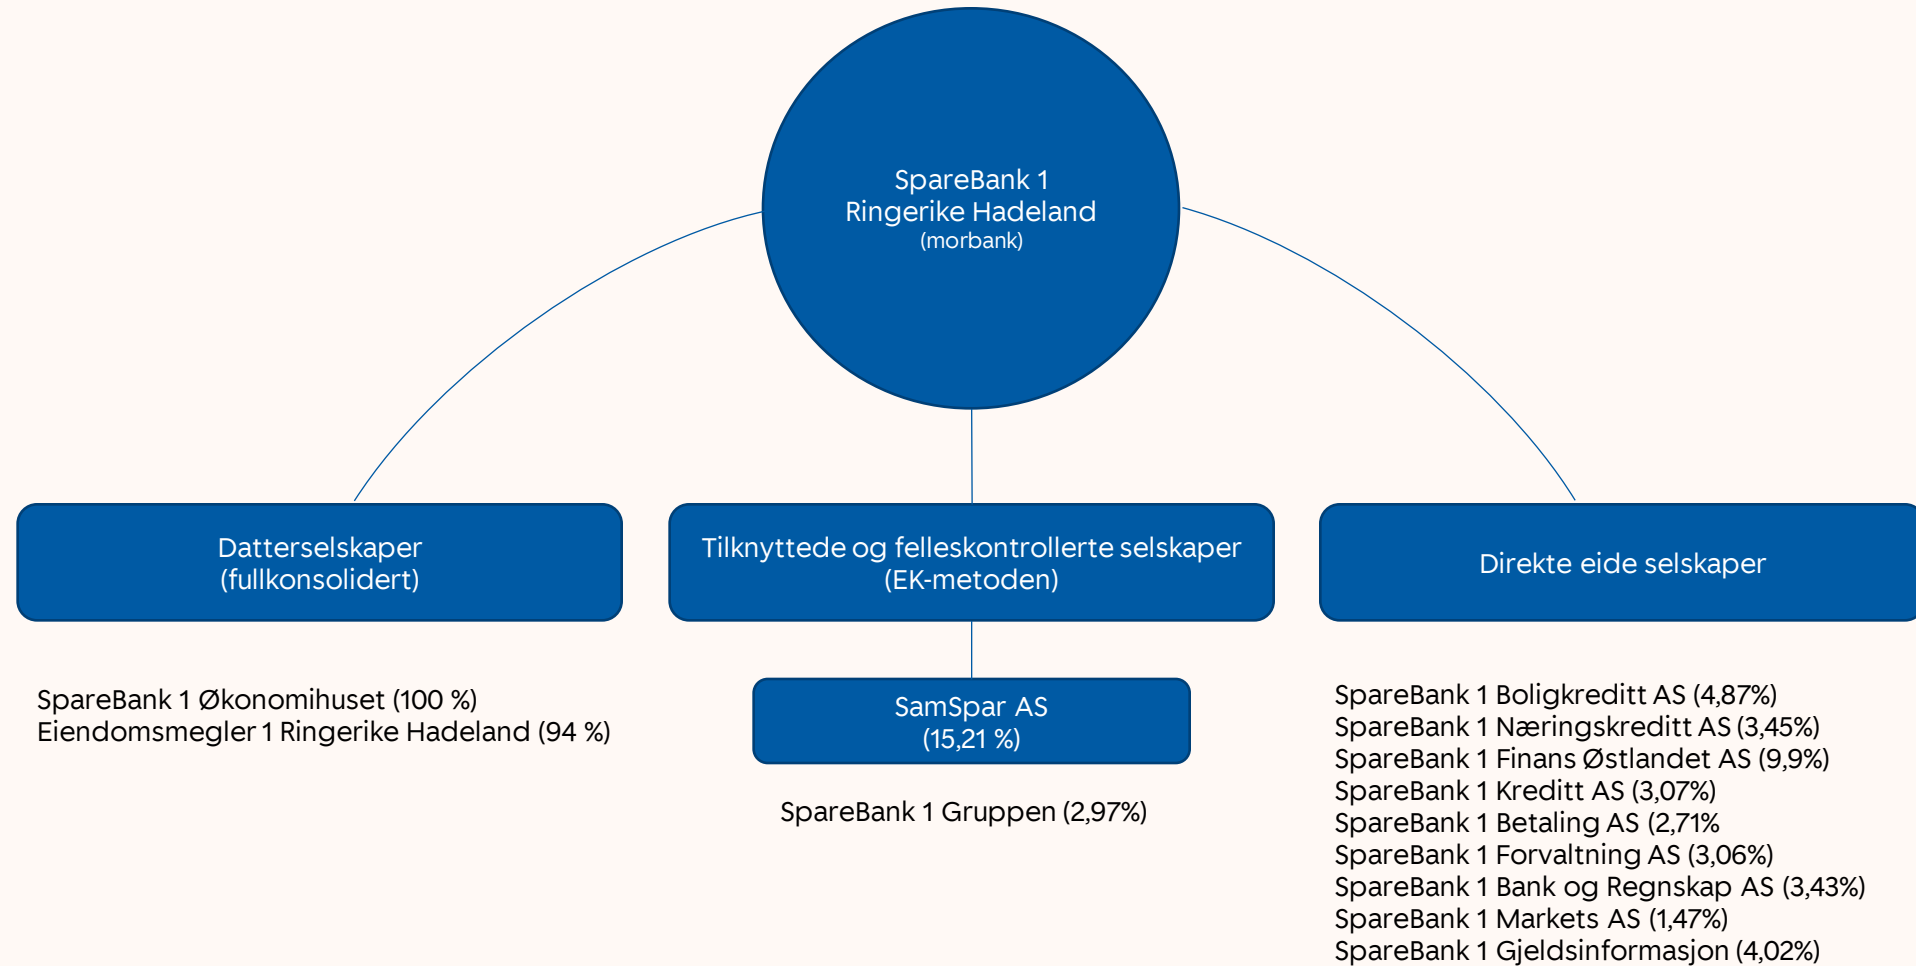 SpareBank 1
Ringerike Hadeland
(morbank)
Datterselskaper
(fullkonsolidert)
SpareBank 1 Økonomihuset (100 %)
Eiendomsmegler 1 Ringerike Hadeland (94 %)
Tilknyttede og felleskontrollerte selskaper
(EK-metoden)
SamSpar AS
(15,21 %)
SpareBank 1 Gruppen (2,97%)
Direkte eide selskaper
SpareBank 1 Boligkreditt AS (4,87%)
SpareBank 1 Næringskreditt AS (3,45%)
SpareBank 1 Finans Østlandet AS (9,9%)
SpareBank 1 Kreditt AS (3,07%)
SpareBank 1 Betaling AS (2,71%
SpareBank 1 Forvaltning AS (3,06%)
SpareBank 1 Bank og Regnskap AS (3,43%)
SpareBank 1 Markets AS (1,47%)
SpareBank 1 Gjeldsinformasjon (4,02%)